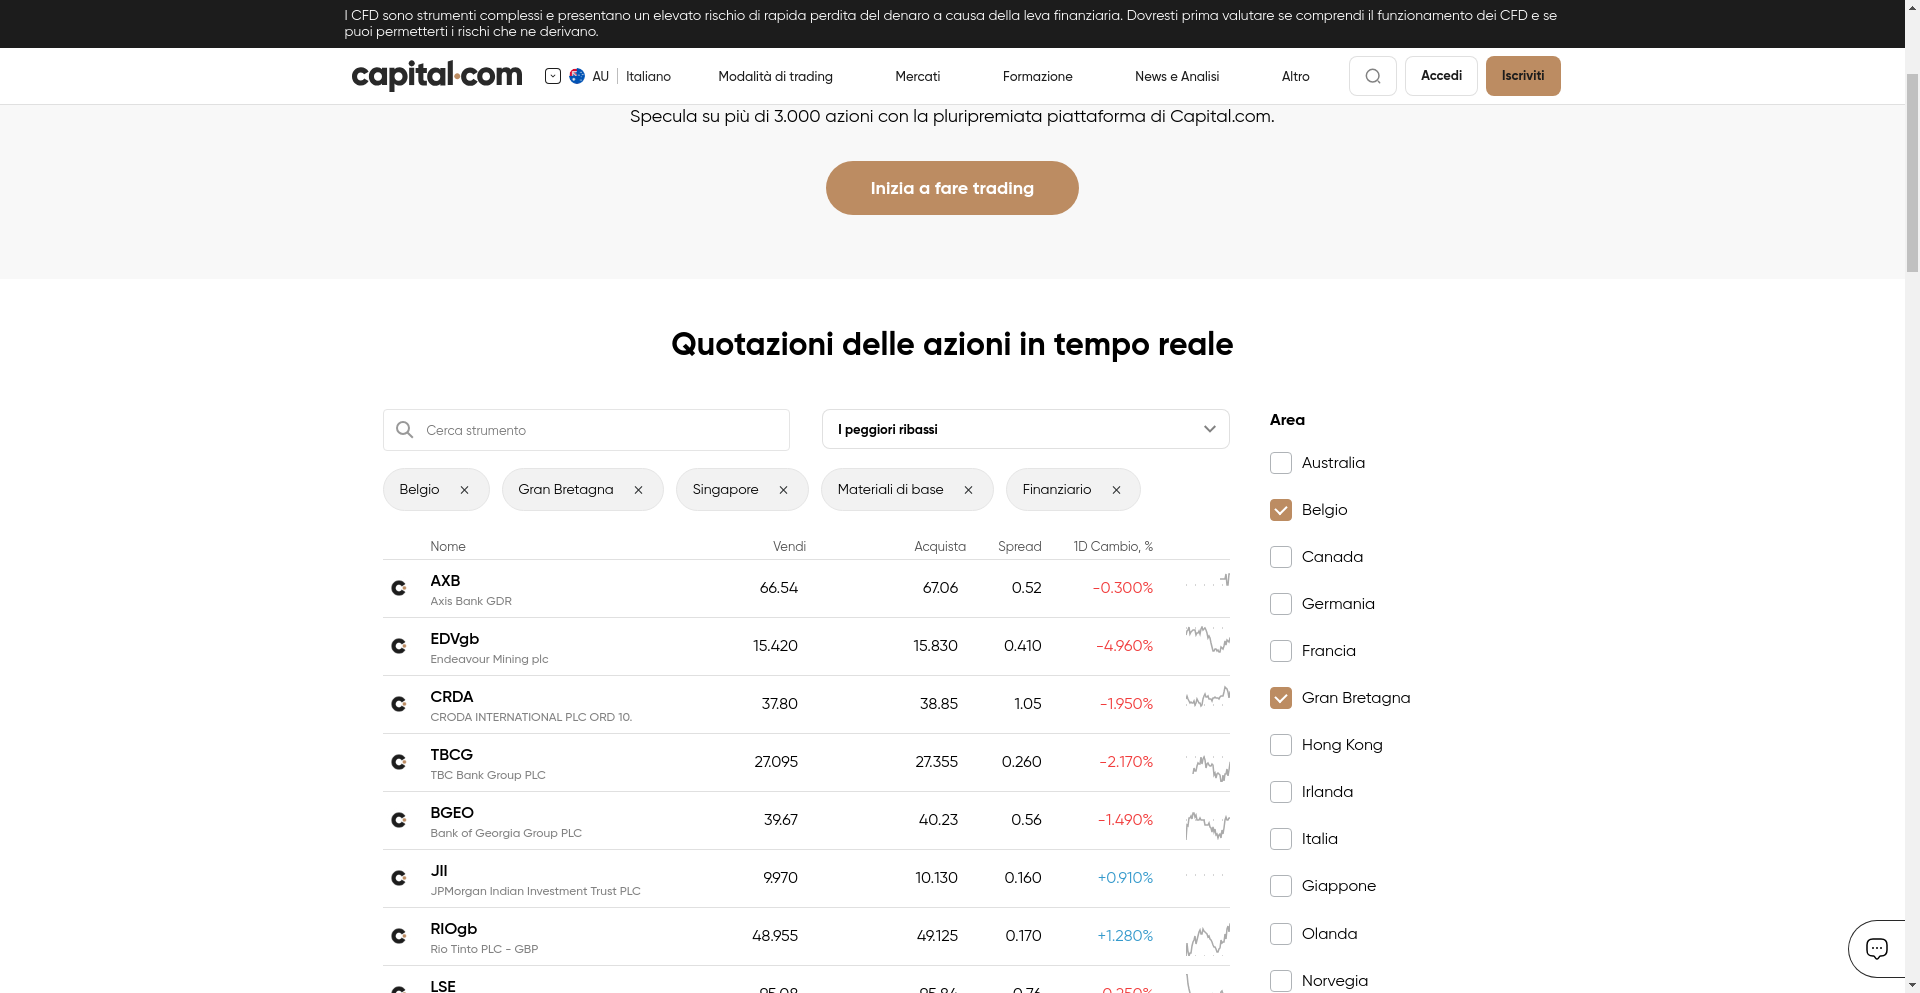 I CFD sono strumenti complessi e presentano un elevato rischio di rapida perdita del denaro a causa della leva finanziaria. Dovresti prima valutare se comprendi il funzionamento dei CFD e se
puoi permetterti i rischi che ne derivano.
capital.com AU Italiano Modalità di trading Mercati Formazione News e Analisi Altro Accedi Iscriviti
Specula su più di 3.000 azioni con la pluripremiata piattaforma di Capital.com.
Inizia a fare trading
Quotazioni delle azioni in tempo reale
Cerca strumento
I peggiori ribassi
Belgio Gran Bretagna Singapore Materiali di base Finanziario
Nome Vendi Acquista Spread 1D Cambio, %
AXB 66.54 67.06 0.52 -0.300%
Axis Bank GDR
EDVgb 15.420 15.830 0.410 -4.960%
Endeavour Mining plc
CRDA 37.80 38.85 1.05 -1.950%
CRODA INTERNATIONAL PLC ORD 10.
TBCG 27.095 27.355 0.260 -2.170%
TBC Bank Group PLC
BGEO 39.67 40.23 0.56 -1.490%
Bank of Georgia Group PLC
JII 9.970 10.130 0.160 +0.910%
JPMorgan Indian Investment Trust PLC
RIOgb 48.955 49.125 0.170 +1.280%
Rio Tinto PLC - GBP
LSE
Area
Australia
Belgio
Canada
Germania
Francia
Gran Bretagna
Hong Kong
Irlanda
Italia
Giappone
Olanda
Norvegia